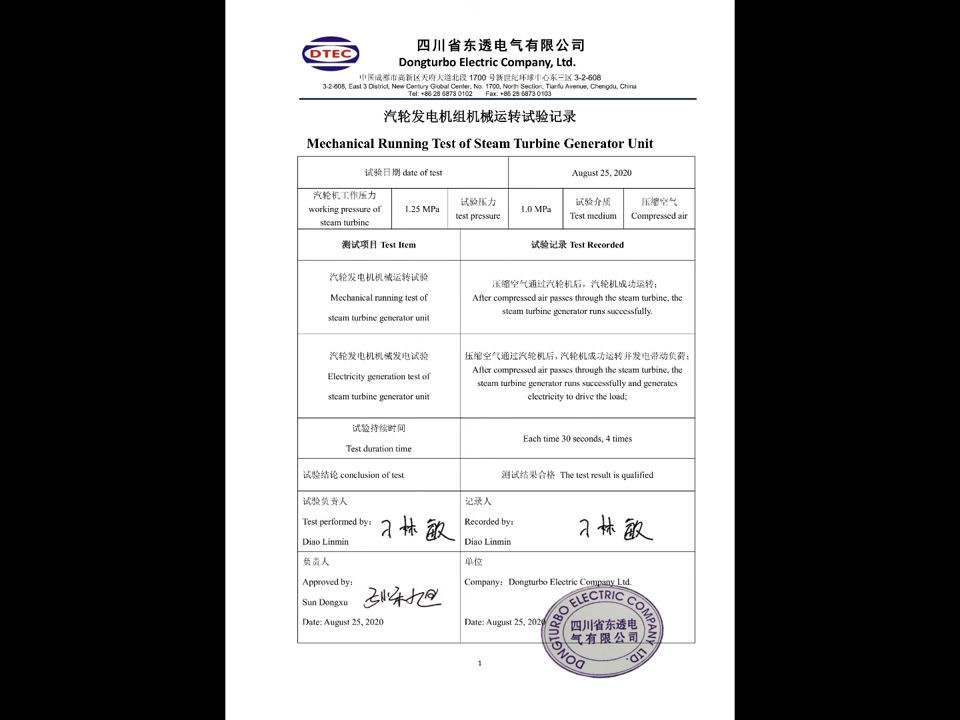 DTEC
四川省东透电气有限公司
Dongturbo Electric Company, Ltd.
中国成都市高新区天府大道北段 1700 号新世纪环球中心东三区 3-2-608
3-2-608, East 3 District, New Century Global Center, No. 1700, North Section, Tianfu Avenue, Chengdu, China
Tel: +86 28 6873 0102 Fax: +86 28 6873 0103
汽轮发电机组机械运转试验记录
Mechanical Running Test of Steam Turbine Generator Unit
试验日期 date of test
August 25, 2020
汽轮机工作压力
working pressure of
steam turbine
1.25 MPa
试验压力
test pressure
1.0 MPa
试验介质
Test medium
压缩空气
Compressed air
测试项目 Test Item
试验记录 Test Recorded
汽轮发电机机械运转试验
Mechanical running test of
steam turbine generator unit
压缩空气通过汽轮机后，汽轮机成功运转；
After compressed air passes through the steam turbine, the
steam turbine generator runs successfully.
汽轮发电机机械发电试验
Electricity generation test of
steam turbine generator unit
压缩空气通过汽轮机后，汽轮机成功运转并发电带动负荷；
After compressed air passes through the steam turbine, the
steam turbine generator runs successfully and generates
electricity to drive the load;
试验持续时间
Test duration time
Each time 30 seconds, 4 times
试验结论 conclusion of test
测试结果合格 The test result is qualified
试验负责人
Test performed by:
Diao Linmin
刁林敏
记录人
Recorded by:
Diao Linmin
刁林敏
负责人
Approved by:
Sun Dongxu
孙东旭
Date: August 25, 2020
单位
Company: Dongturbo Electric Company Ltd.
Date: August 25, 2020
DONGTURBO ELECTRIC COMPANY LTD.
四川省东透电
气有限公司
1